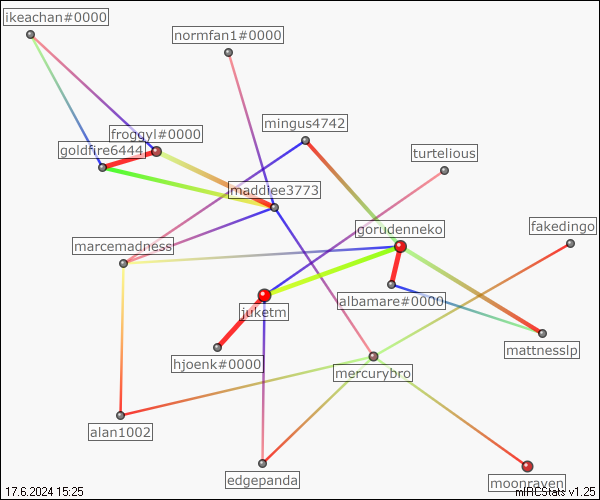 ikeachan#0000
normfan1#0000
mingus4742
froggyl#0000
goldfire6444
turtelious
maddiee3773
gorudenneko
fakedingo
marcemadness
albamare#0000
juketm
mattnesslp
hjoenk#0000
mercurybro
alan1002
edgepanda
moonraven
17.6.2024 15:25
mIRCStats v1.25